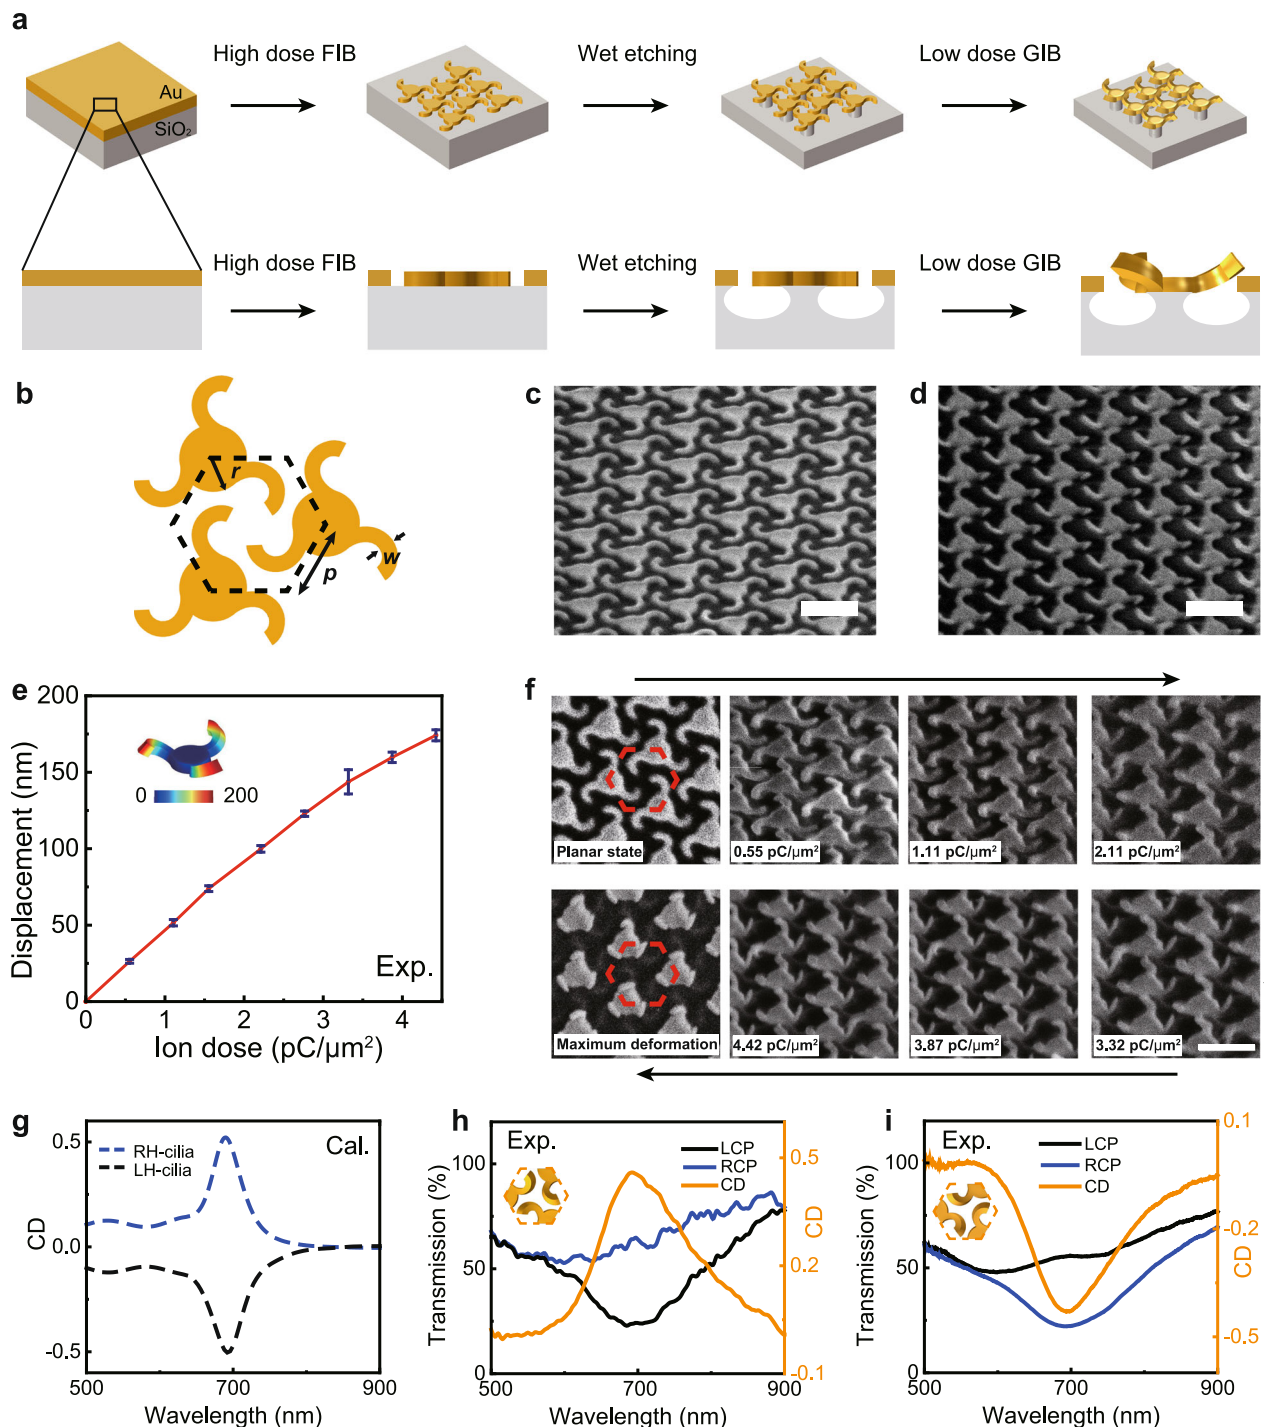 a
High dose FIB
Wet etching
Low dose GIB
Au
SiO₂
High dose FIB
Wet etching
Low dose GIB
b
r
p
w
c
d
e
Displacement (nm)
200
150
100
50
0
0 200
Exp.
0 1 2 3 4
Ion dose (pC/µm²)
f
Planar state
0.55 pC/µm²
1.11 pC/µm²
2.11 pC/µm²
Maximum deformation
4.42 pC/µm²
3.87 pC/µm²
3.32 pC/µm²
g
CD
0.5
0.0
-0.5
RH-cilia
LH-cilia
Cal.
500 700 900
Wavelength (nm)
h
Exp.
LCP
RCP
CD
Transmission (%)
100
50
0
0.5
0.2
-0.1
CD
500 700 900
Wavelength (nm)
i
Exp.
LCP
RCP
CD
Transmission (%)
100
50
0
0.1
-0.2
-0.5
CD
500 700 900
Wavelength (nm)